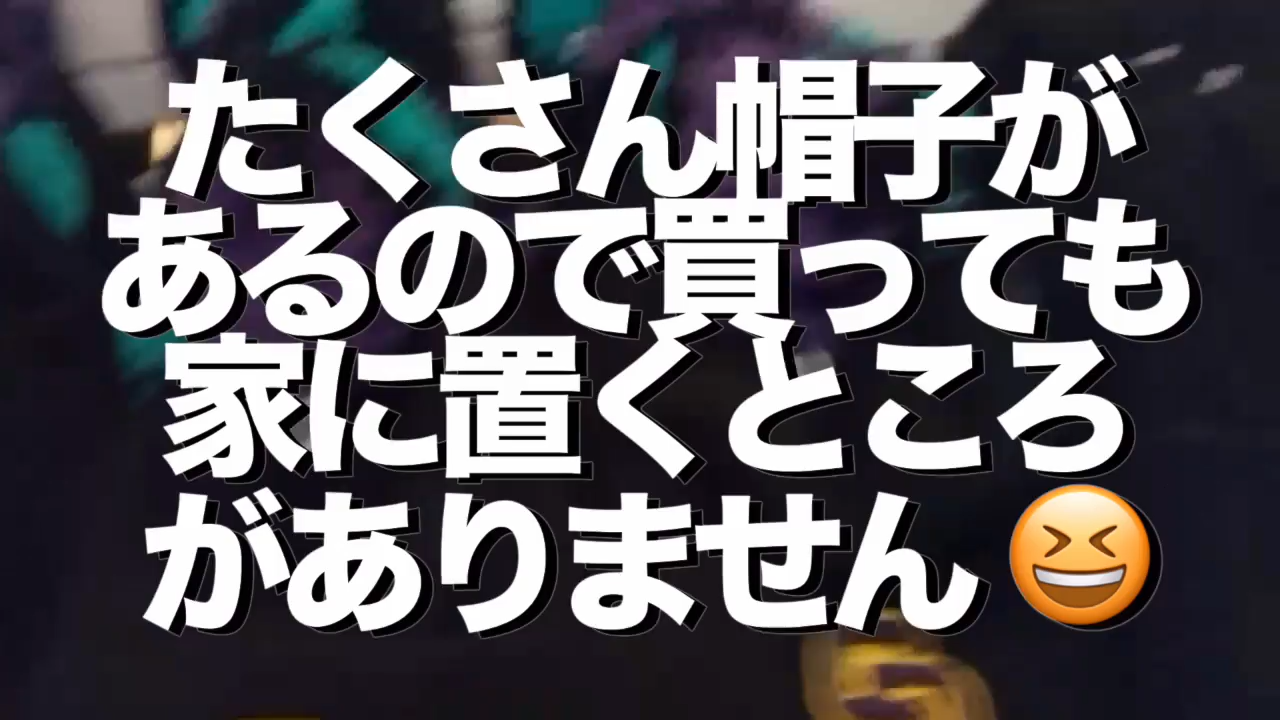 たくさん帽子が
あるので買っても
家に置くところ
がありません😆